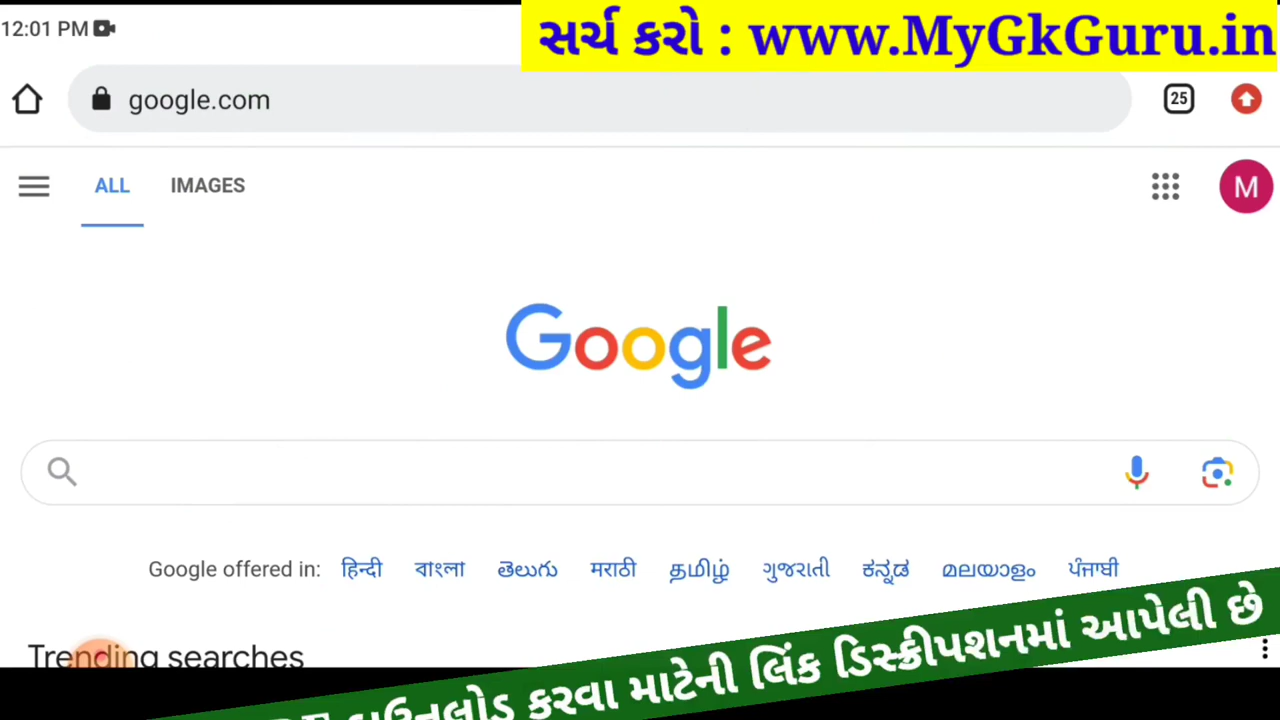 12:01 PM
સર્ચ કરો : www.MyGkGuru.in
google.com
25
ALL IMAGES
M
Google
Google offered in: हिन्दी বাংলা తెలుగు मराठी தமிழ் ગુજરાતી ಕನ್ನಡ മലയാളം ਪੰਜਾਬੀ
Trending searches
ડાઉનલોડ કરવા માટેની લિંક ડિસ્ક્રીપશનમાં આપેલી છે